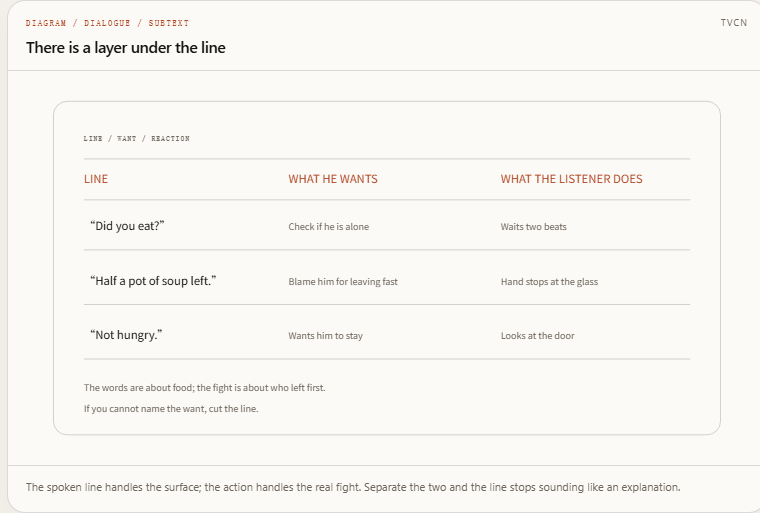 DIAGRAM / DIALOGUE / SUBTEXT
TVCN
There is a layer under the line
LINE / WANT / REACTION
LINE WHAT HE WANTS WHAT THE LISTENER DOES
“Did you eat?” Check if he is alone Waits two beats
“Half a pot of soup left.” Blame him for leaving fast Hand stops at the glass
“Not hungry.” Wants him to stay Looks at the door
The words are about food; the fight is about who left first.
If you cannot name the want, cut the line.
The spoken line handles the surface; the action handles the real fight. Separate the two and the line stops sounding like an explanation.